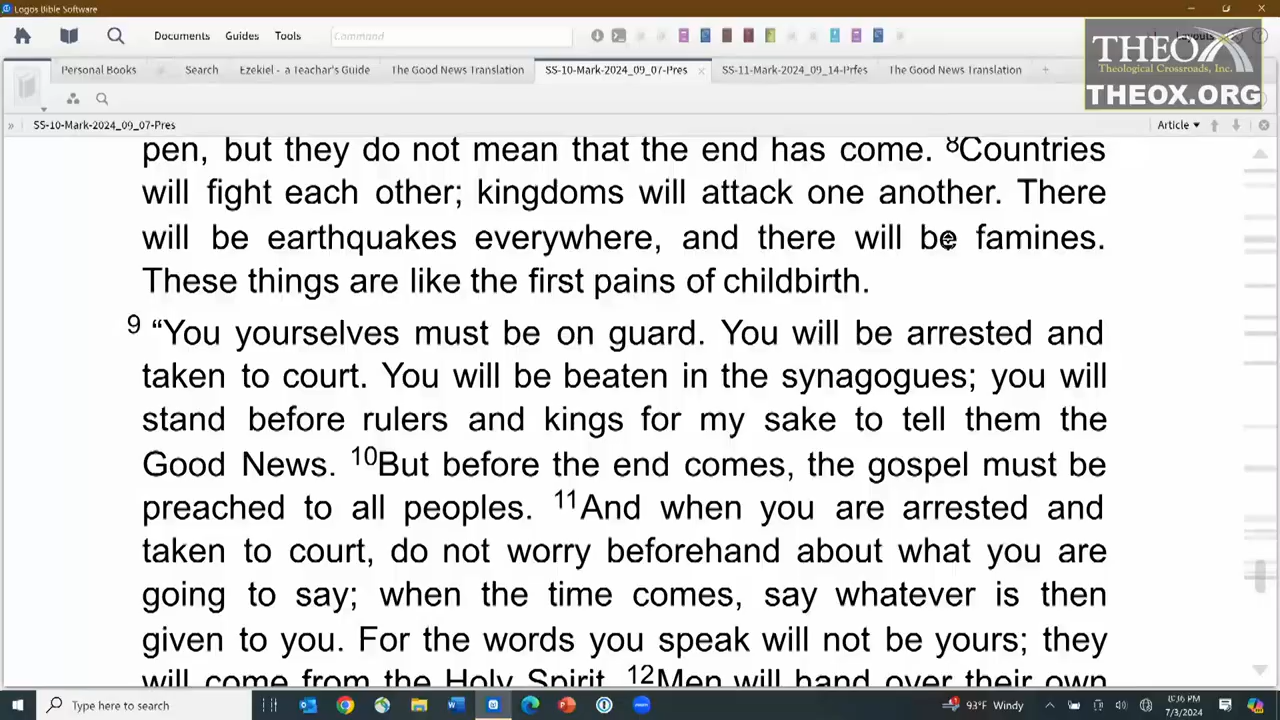 Logos Bible Software
Documents Guides Tools Command Layouts
THEOX
Theological Crossroads, Inc.
THEOX.ORG
Personal Books Search Ezekiel - a Teacher's Guide The Good News Translation SS-10-Mark-2024_09_07-Pres SS-11-Mark-2024_09_14-Prfes The Good News Translation
SS-10-Mark-2024_09_07-Pres Article
pen, but they do not mean that the end has come. 8Countries
will fight each other; kingdoms will attack one another. There
will be earthquakes everywhere, and there will be famines.
These things are like the first pains of childbirth.
9 “You yourselves must be on guard. You will be arrested and
taken to court. You will be beaten in the synagogues; you will
stand before rulers and kings for my sake to tell them the
Good News. 10But before the end comes, the gospel must be
preached to all peoples. 11And when you are arrested and
taken to court, do not worry beforehand about what you are
going to say; when the time comes, say whatever is then
given to you. For the words you speak will not be yours; they
will come from the Holy Spirit. 12Men will hand over their own
Type here to search 93°F Windy 8:36 PM
7/3/2024